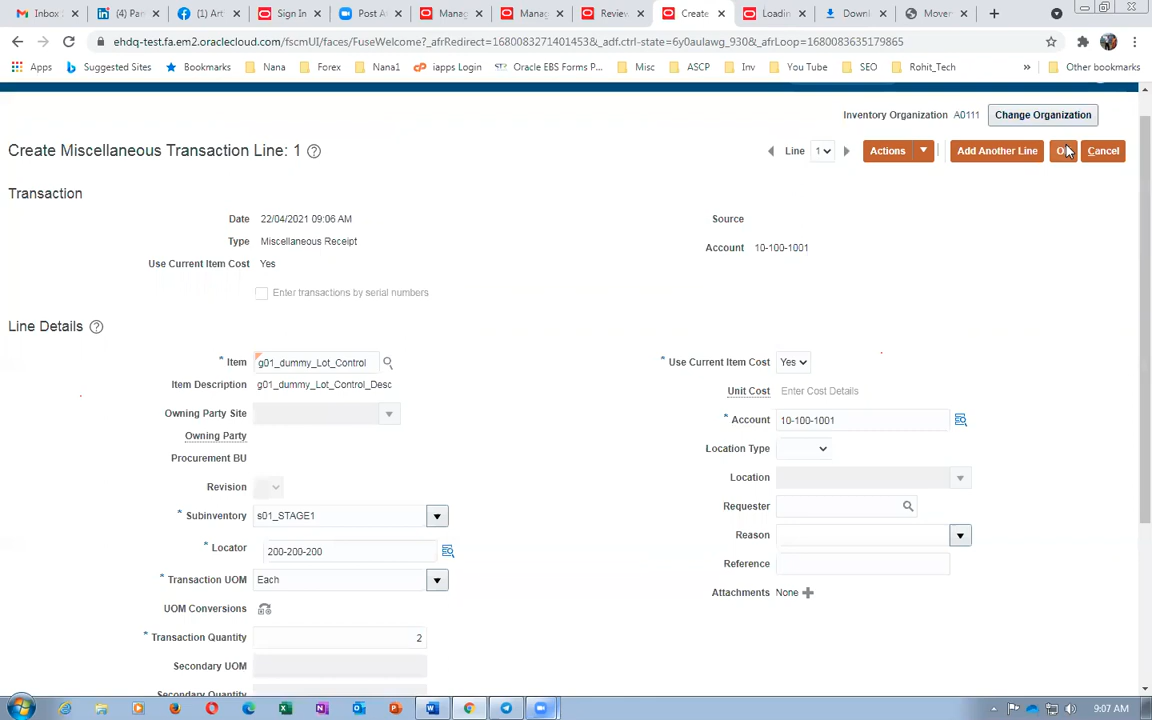 Inbox
(4) Pan
(1) Art
Sign In
Post A
Manag
Manag
Review
Create
Loadin
Downl
Mover
ehdq-test.fa.em2.oraclecloud.com/fscmUI/faces/FuseWelcome?_afrRedirect=1680083271401453&_adf.ctrl-state=6y0aulawg_930&_afrLoop=1680083635179865
Apps
Suggested Sites
Bookmarks
Nana
Forex
Nana1
iapps Login
Oracle EBS Forms P...
Misc
ASCP
Inv
You Tube
SEO
Rohit_Tech
»
Other bookmarks
Inventory Organization A0111 Change Organization
Create Miscellaneous Transaction Line: 1
Line 1 Actions Add Another Line Cancel
Transaction
Date 22/04/2021 09:06 AM
Source
Type Miscellaneous Receipt
Account 10-100-1001
Use Current Item Cost Yes
Enter transactions by serial numbers
Line Details
* Item g01_dummy_Lot_Control
* Use Current Item Cost Yes
Item Description g01_dummy_Lot_Control_Desc
Unit Cost Enter Cost Details
Owning Party Site
* Account 10-100-1001
Owning Party
Location Type
Procurement BU
Location
Revision
Requester
* Subinventory s01_STAGE1
Reason
* Locator 200-200-200
Reference
* Transaction UOM Each
Attachments None
UOM Conversions
* Transaction Quantity 2
Secondary UOM
Secondary Quantity
9:07 AM